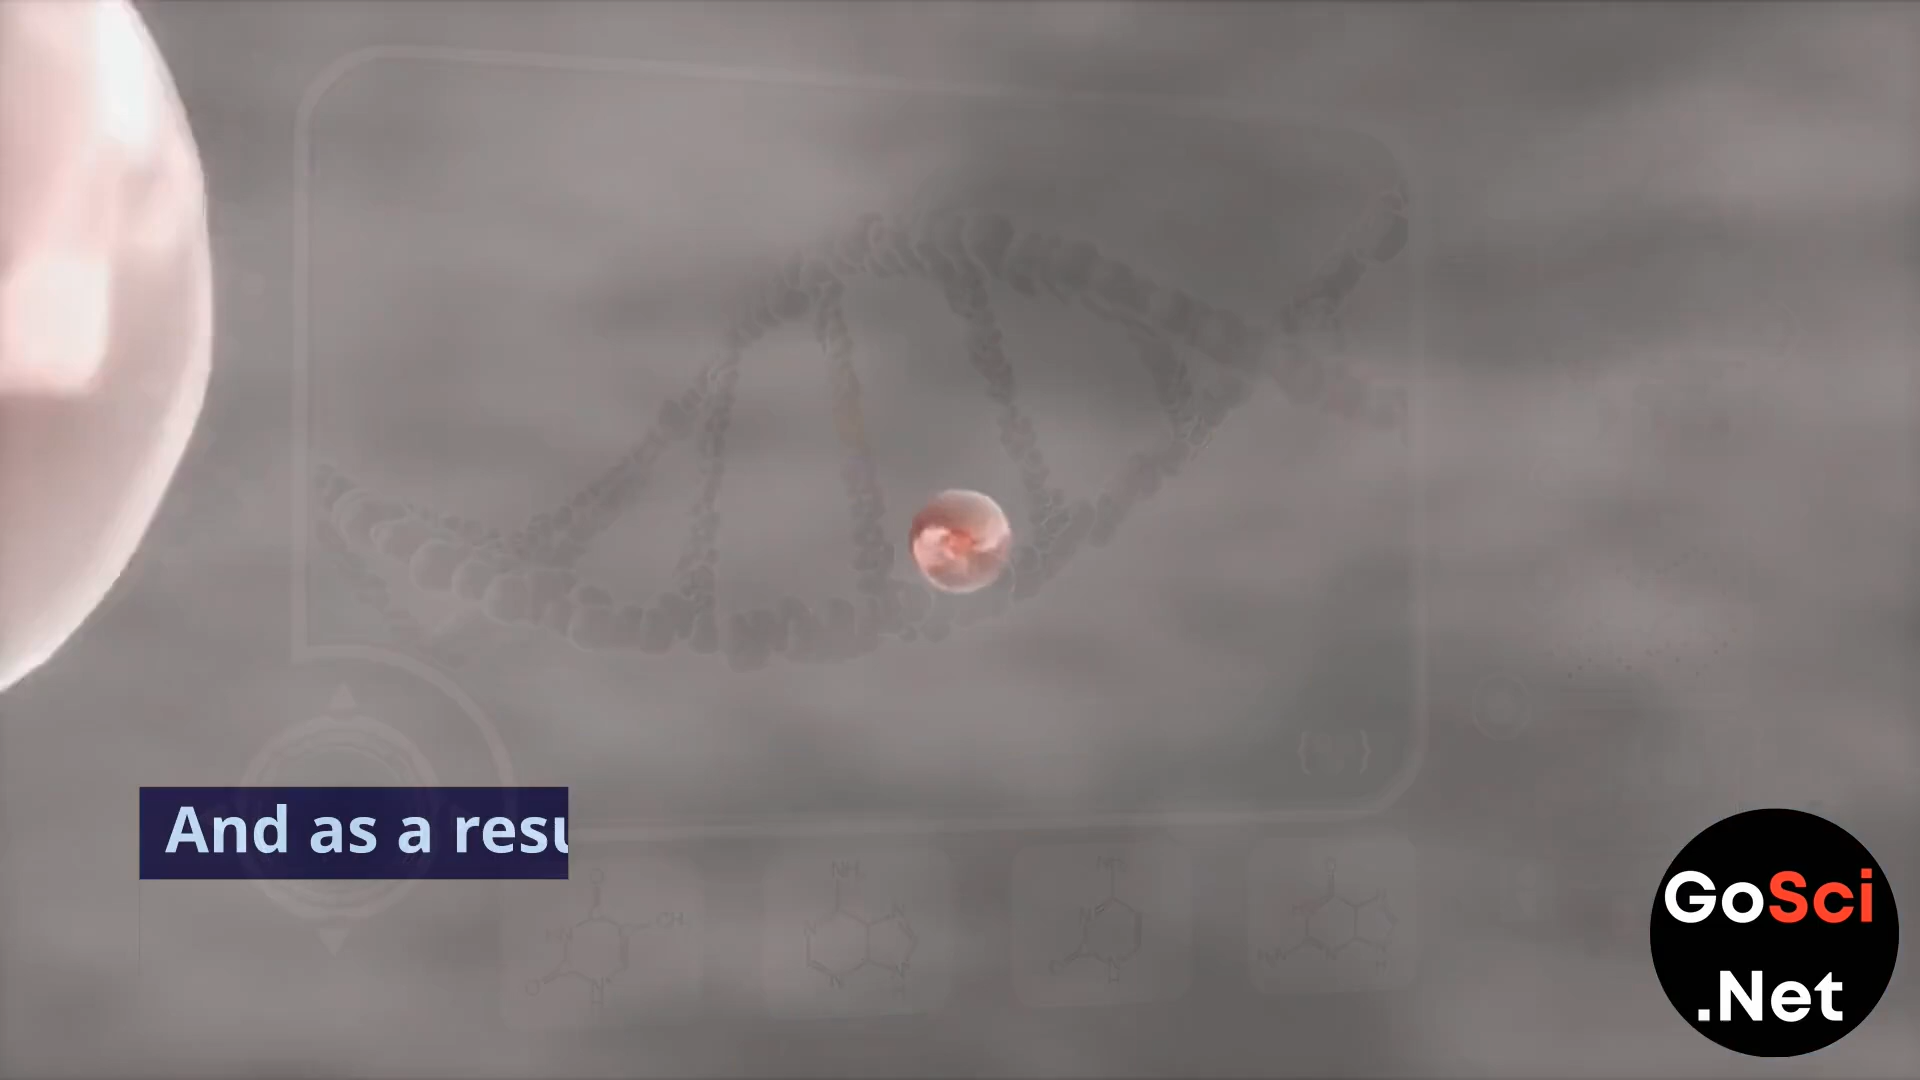 And as a resu
GoSci
.Net